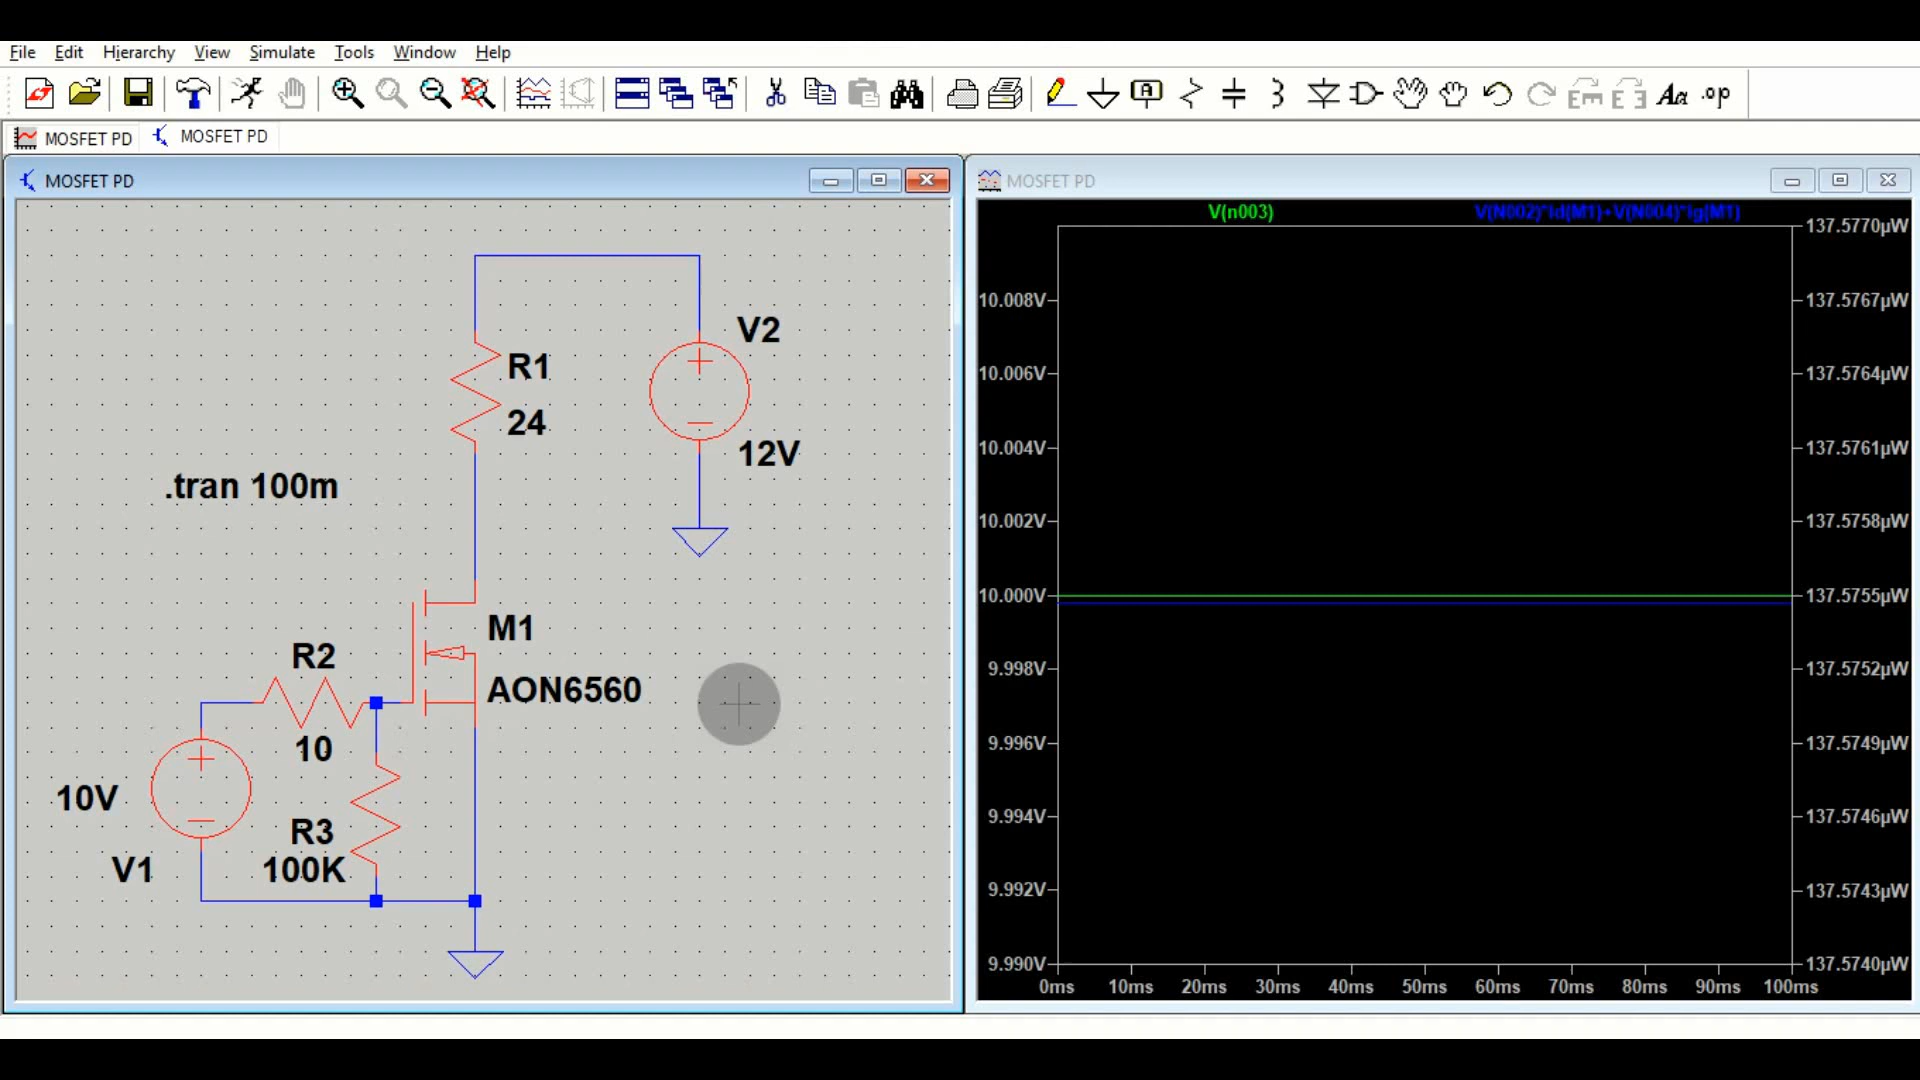 File Edit Hierarchy View Simulate Tools Window Help
A Aa .op
MOSFET PD MOSFET PD
MOSFET PD
V2
R1
24
12V
.tran 100m
M1
R2
AON6560
10
10V
R3
V1
100K
MOSFET PD
V(n003) V(N002)*Id(M1)+V(N004)*Ig(M1)
137.5770µW
10.008V 137.5767µW
10.006V 137.5764µW
10.004V 137.5761µW
10.002V 137.5758µW
10.000V 137.5755µW
9.998V 137.5752µW
9.996V 137.5749µW
9.994V 137.5746µW
9.992V 137.5743µW
9.990V 137.5740µW
0ms 10ms 20ms 30ms 40ms 50ms 60ms 70ms 80ms 90ms 100ms